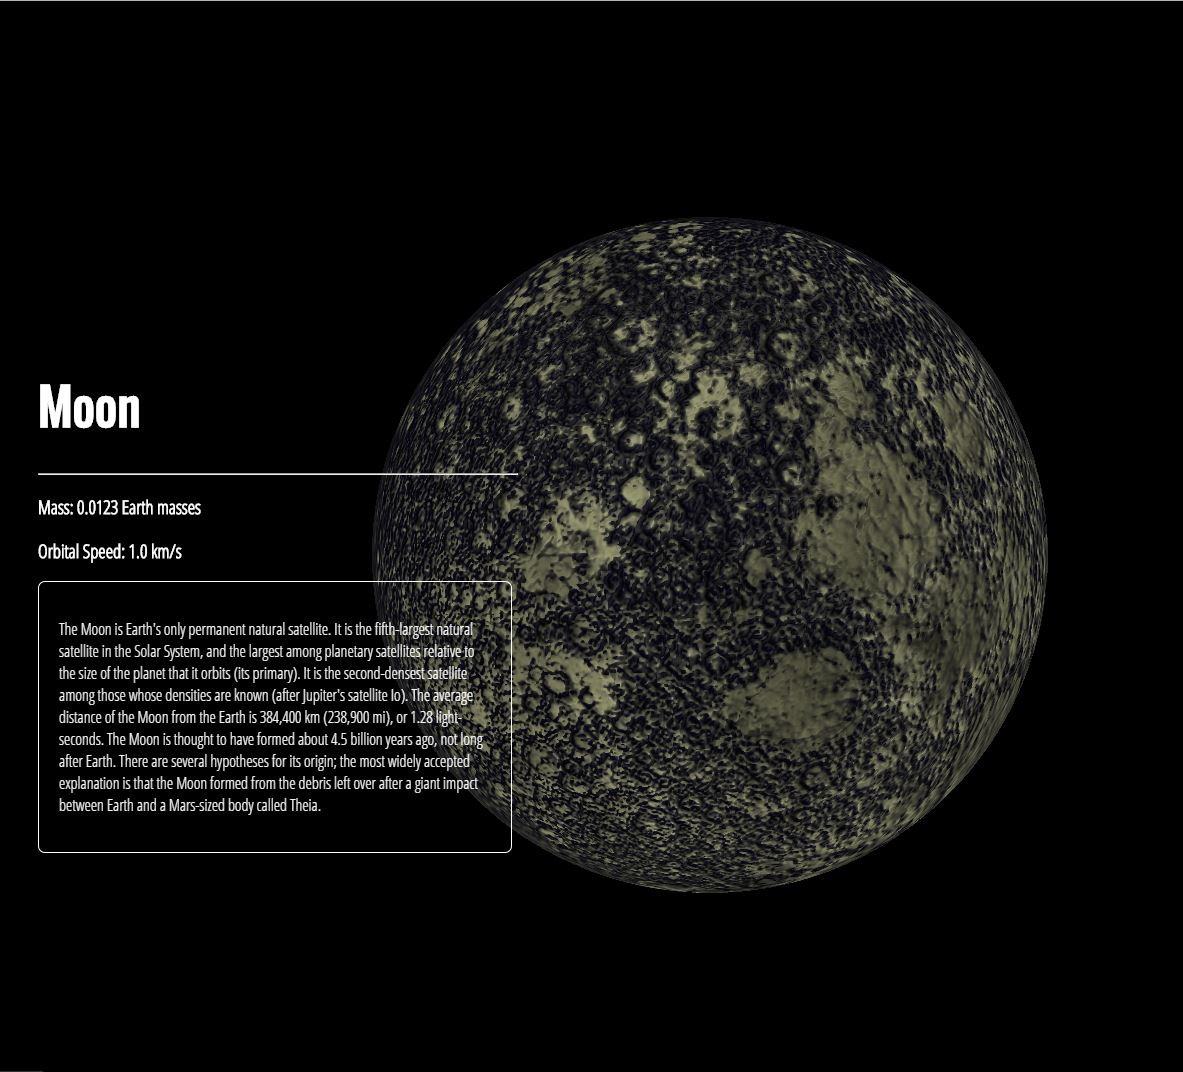 Moon
Mass: 0.0123 Earth masses
Orbital Speed: 1.0 km/s
The Moon is Earth's only permanent natural satellite. It is the fifth-largest natural
satellite in the Solar System, and the largest among planetary satellites relative to
the size of the planet that it orbits (its primary). It is the second-densest satellite
among those whose densities are known (after Jupiter's satellite Io). The average
distance of the Moon from the Earth is 384,400 km (238,900 mi), or 1.28 light-
seconds. The Moon is thought to have formed about 4.5 billion years ago, not long
after Earth. There are several hypotheses for its origin; the most widely accepted
explanation is that the Moon formed from the debris left over after a giant impact
between Earth and a Mars-sized body called Theia.